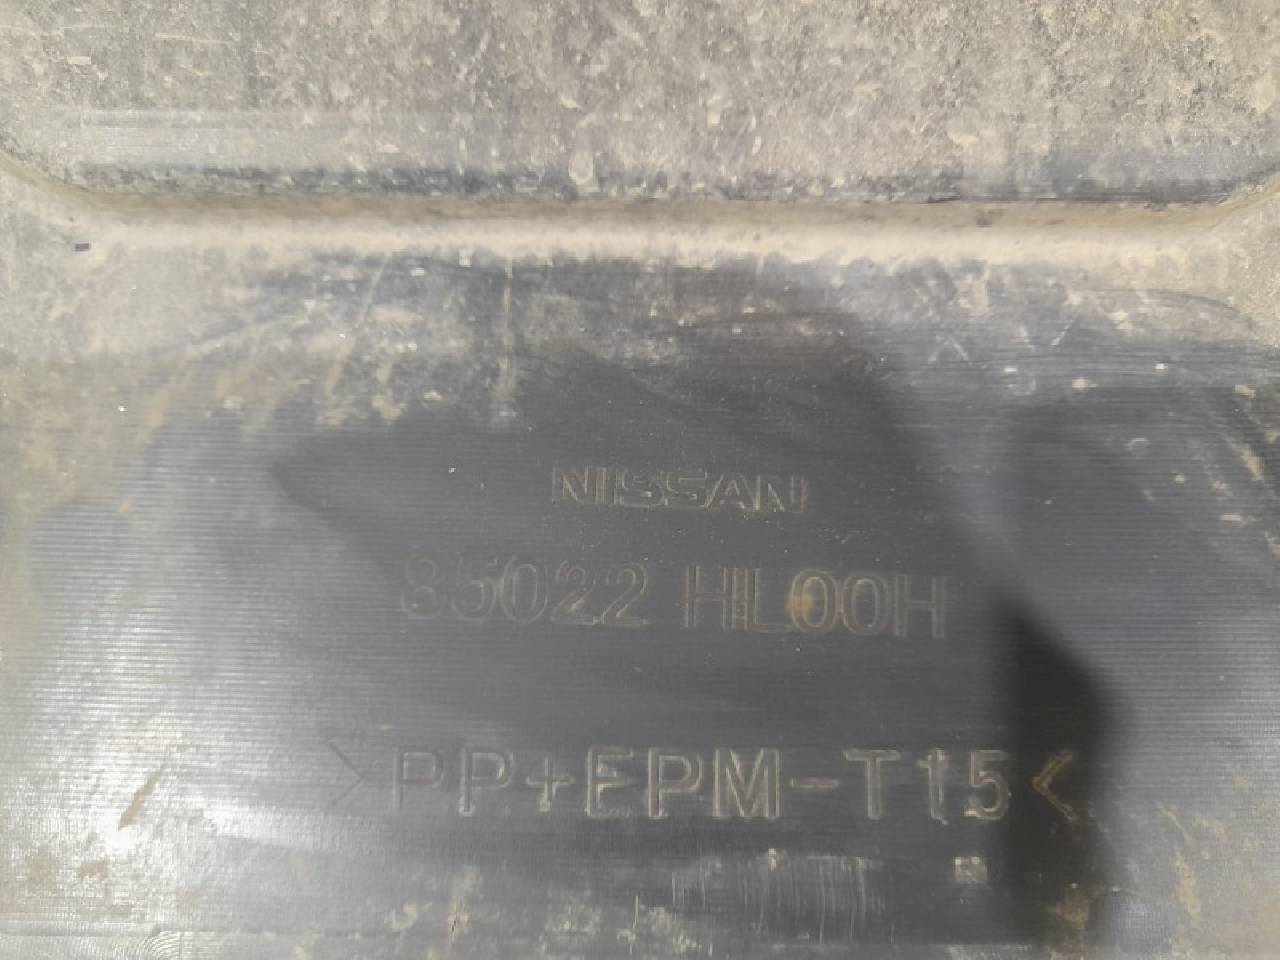 NISSAN
85022 HL00H
>PP+EPM-T15<